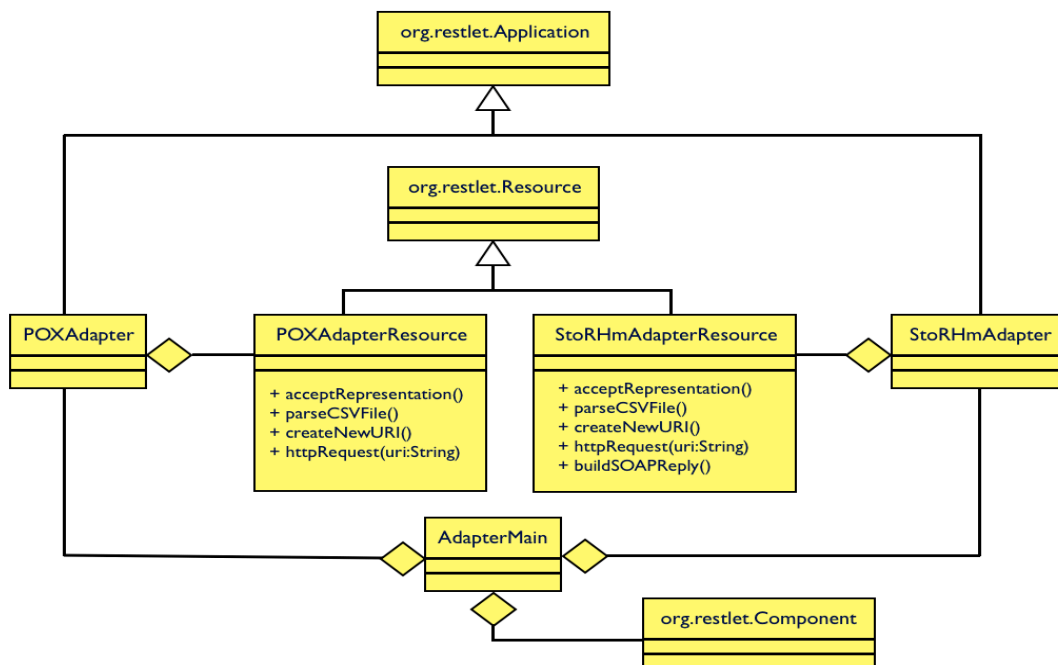 org.restlet.Application
org.restlet.Resource
POXAdapter
POXAdapterResource
+ acceptRepresentation()
+ parseCSVFile()
+ createNewURI()
+ httpRequest(uri:String)
StoRHmAdapterResource
+ acceptRepresentation()
+ parseCSVFile()
+ createNewURI()
+ httpRequest(uri:String)
+ buildSOAPReply()
StoRHmAdapter
AdapterMain
org.restlet.Component